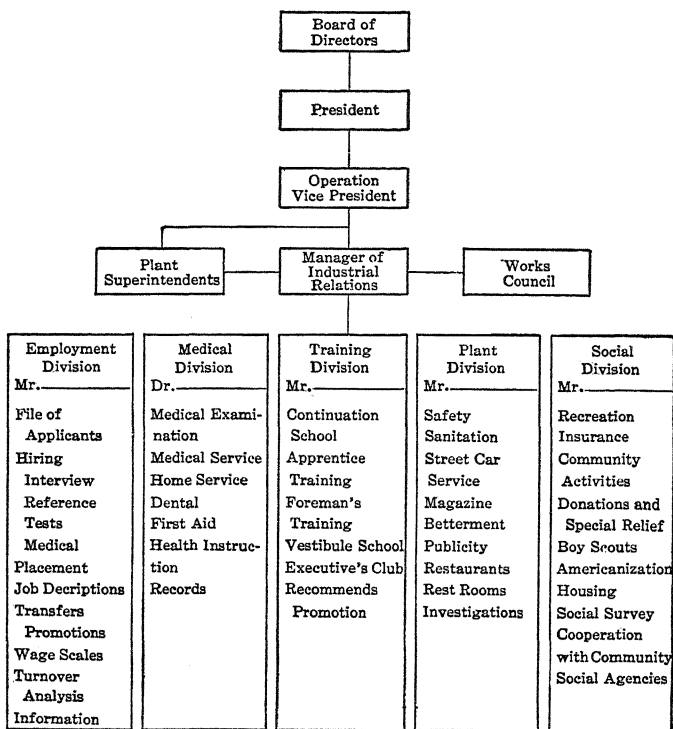 Board of
Directors
President
Operation
Vice President
Plant
Superintendents
Manager of
Industrial
Relations
Works
Council
Employment
Division
Mr.
File of
Applicants
Hiring
Interview
Reference
Tests
Medical
Placement
Job Decriptions
Transfers
Promotions
Wage Scales
Turnover
Analysis
Information
Medical
Division
Dr.
Medical Exami-
nation
Medical Service
Home Service
Dental
First Aid
Health Instruc-
tion
Records
Training
Division
Mr.
Continuation
School
Apprentice
Training
Foreman's
Training
Vestibule School
Executive's Club
Recommends
Promotion
Plant
Division
Mr.
Safety
Sanitation
Street Car
Service
Magazine
Betterment
Publicity
Restaurants
Rest Rooms
Investigations
Social
Division
Mr.
Recreation
Insurance
Community
Activities
Donations and
Special Relief
Boy Scouts
Americanization
Housing
Social Survey
Cooperation
with Community
Social Agencies